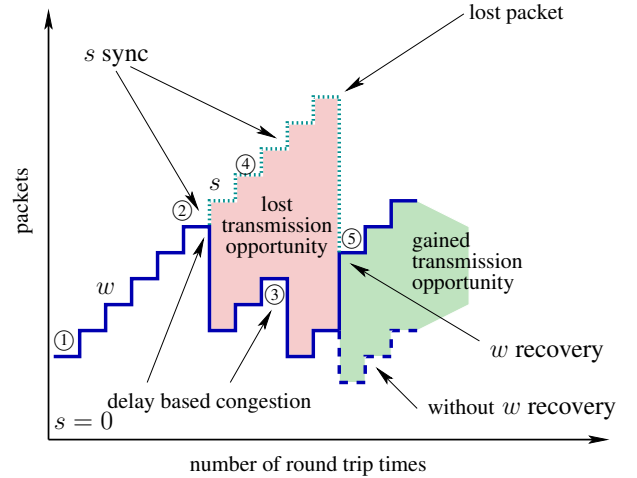 lost packet
s sync
④
②
s
lost
transmission
opportunity
⑤
gained
transmission
opportunity
packets
w
③
①
w recovery
delay based congestion
without w recovery
s = 0
number of round trip times